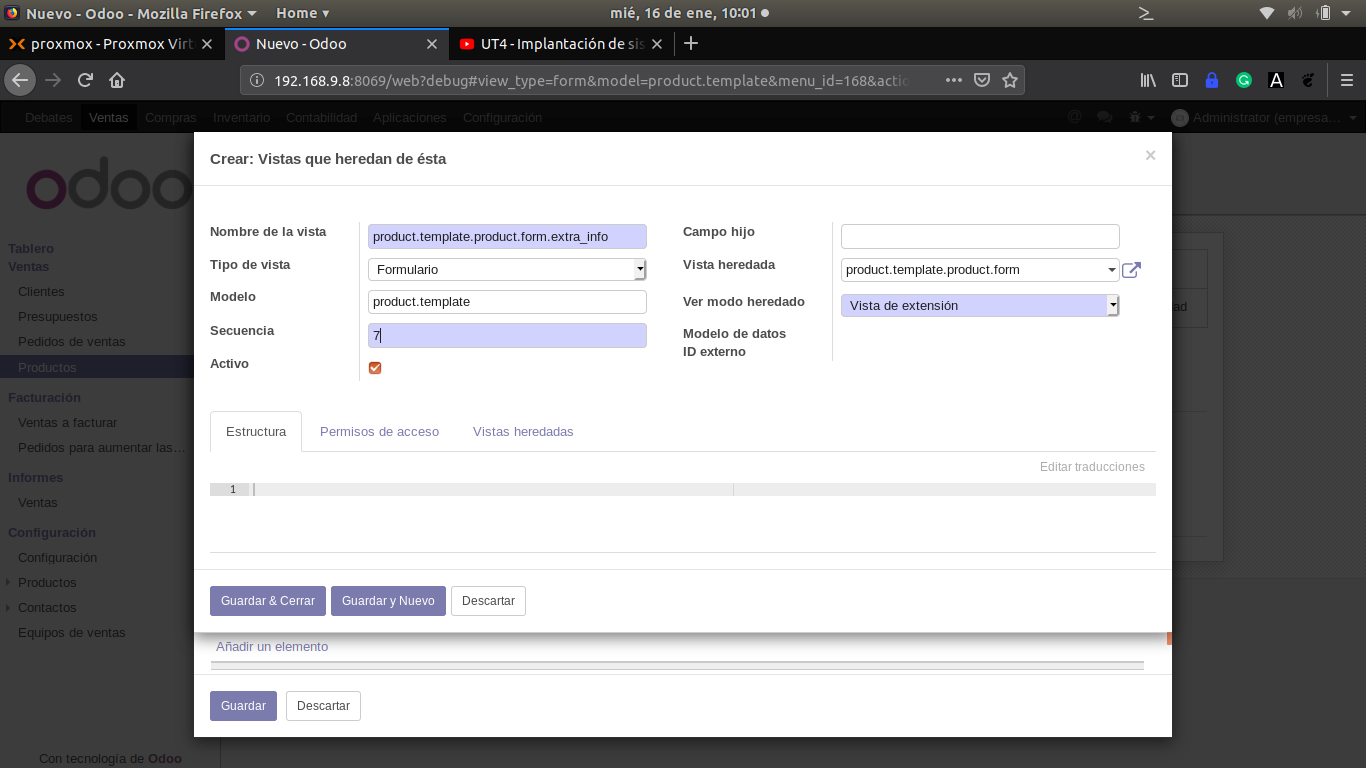 Nuevo - Odoo - Mozilla Firefox Home mié, 16 de ene, 10:01
proxmox - Proxmox Virt Nuevo - Odoo UT4 - Implantación de sis
192.168.9.8:8069/web?debug#view_type=form&model=product.template&menu_id=168&actio
Debates Ventas Compras Inventario Contabilidad Aplicaciones Configuración @ Administrator (empresa…
odoo
Tablero
Ventas
Clientes
Presupuestos
Pedidos de ventas
Productos
Facturación
Ventas a facturar
Pedidos para aumentar las…
Informes
Ventas
Configuración
Configuración
Productos
Contactos
Equipos de ventas
Con tecnología de Odoo
Crear: Vistas que heredan de ésta ×
Nombre de la vista product.template.product.form.extra_info
Tipo de vista Formulario
Modelo product.template
Secuencia 7
Activo
Campo hijo
Vista heredada product.template.product.form
Ver modo heredado Vista de extensión
Modelo de datos
ID externo
Estructura Permisos de acceso Vistas heredadas
Editar traducciones
1
Guardar & Cerrar Guardar y Nuevo Descartar
Añadir un elemento
Guardar Descartar